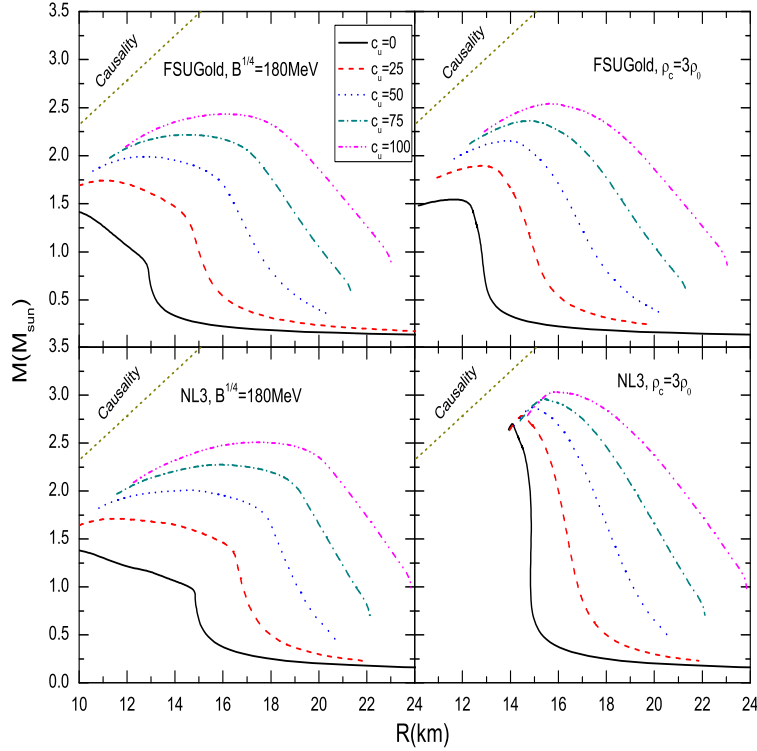 3.5
3.0
2.5
2.0
1.5
1.0
0.5
3.5
3.0
2.5
2.0
1.5
1.0
0.5
0.0
M(M_sun)
Causality
FSUGold, B^1/4=180MeV
c_u=0
c_u=25
c_u=50
c_u=75
c_u=100
Causality
FSUGold, ρ_c=3ρ_0
Causality
NL3, B^1/4=180MeV
Causality
NL3, ρ_c=3ρ_0
10 12 14 16 18 20 22 24
12 14 16 18 20 22 24
R(km)